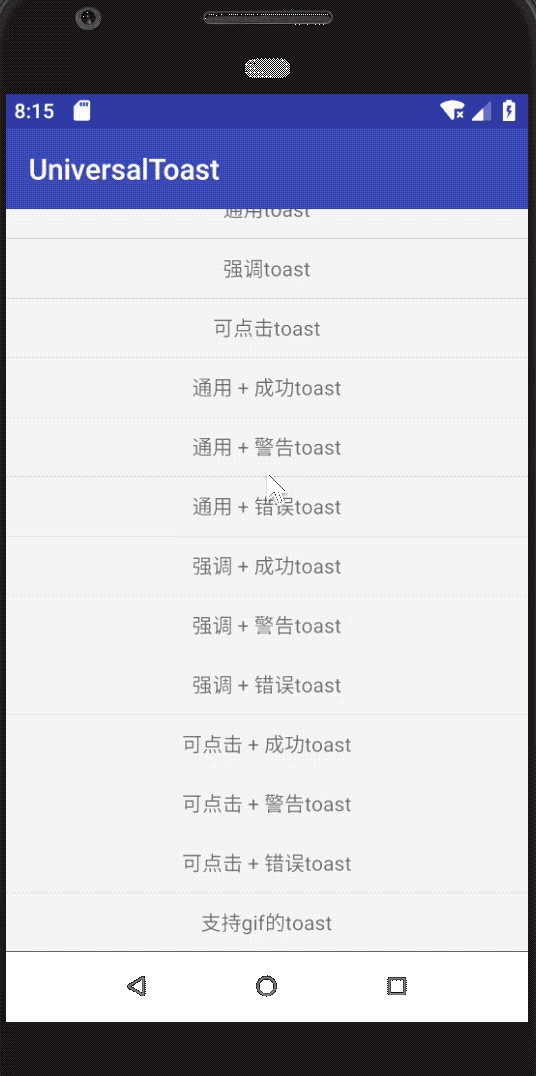 8:15
UniversalToast
通用toast
强调toast
可点击toast
通用 + 成功toast
通用 + 警告toast
通用 + 错误toast
强调 + 成功toast
强调 + 警告toast
强调 + 错误toast
可点击 + 成功toast
可点击 + 警告toast
可点击 + 错误toast
支持gif的toast